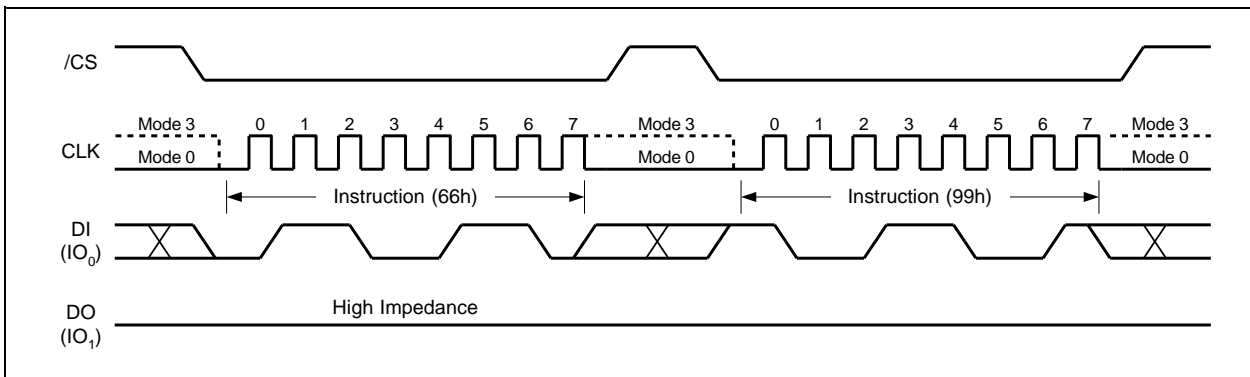 /CS
Mode 3 0 1 2 3 4 5 6 7 Mode 3 0 1 2 3 4 5 6 7 Mode 3
CLK
Mode 0 Mode 0 Mode 0
Instruction (66h) Instruction (99h)
DI
(IO0)
High Impedance
DO
(IO1)